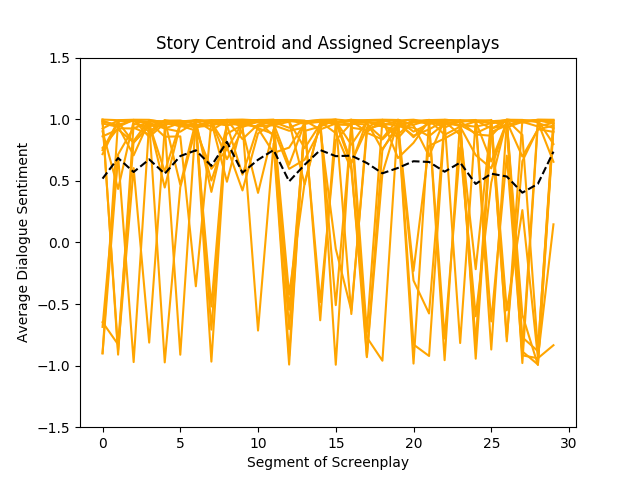 Story Centroid and Assigned Screenplays
1.5
1.0
0.5
0.0
−0.5
−1.0
−1.5
Average Dialogue Sentiment
0 5 10 15 20 25 30
Segment of Screenplay